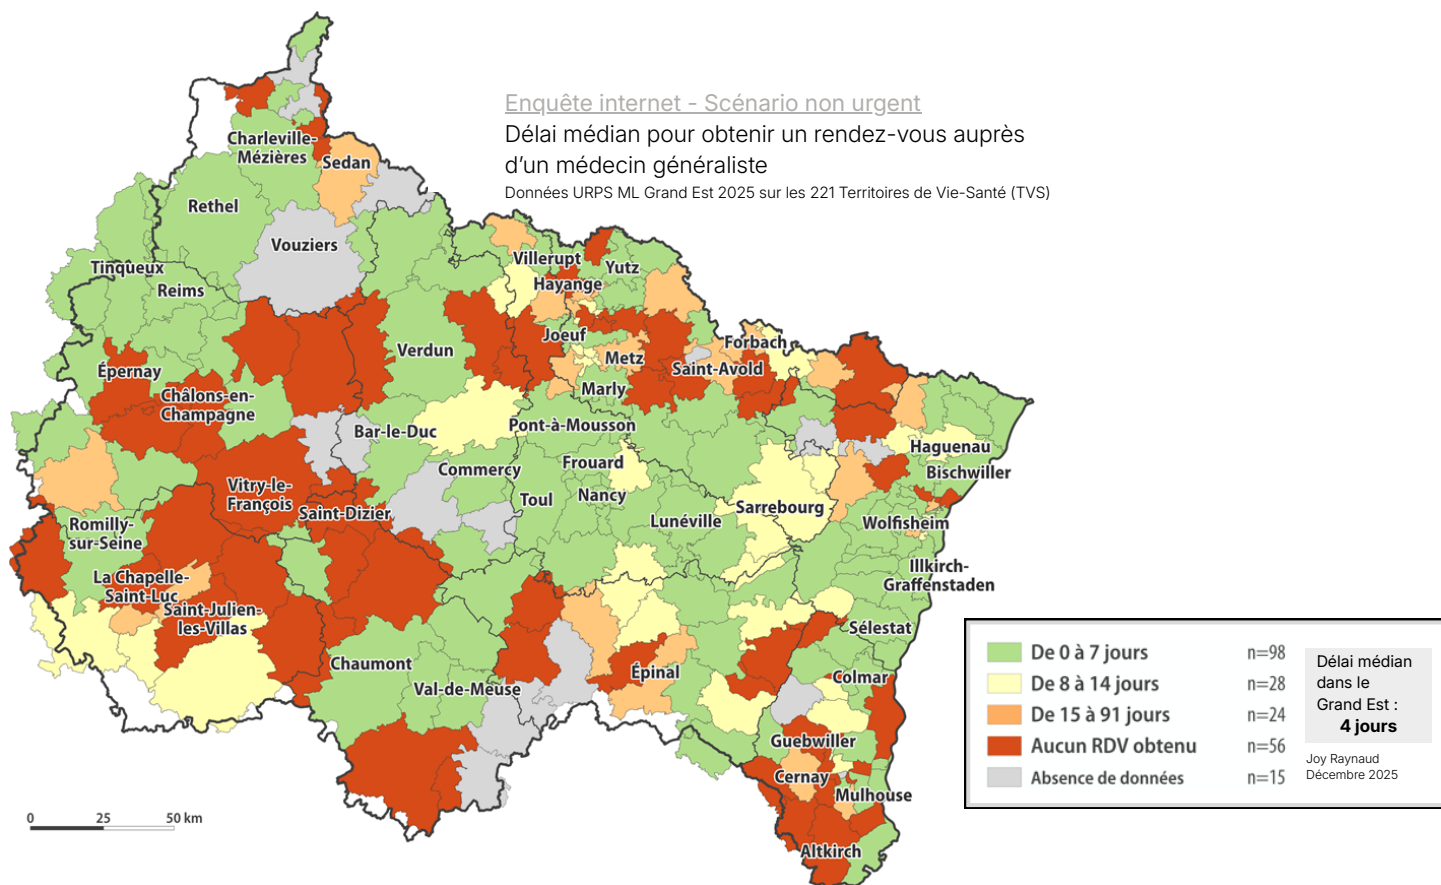 Enquête internet - Scénario non urgent
Délai médian pour obtenir un rendez-vous auprès
d'un médecin généraliste
Données URPS ML Grand Est 2025 sur les 221 Territoires de Vie-Santé (TVS)
Charleville-
Mézières
Sedan
Rethel
Vouziers
Tinqueux
Reims
Villerupt
Yutz
Hayange
Joeuf
Verdun
Metz
Forbach
Saint-Avold
Épernay
Marly
Châlons-en-
Champagne
Bar-le-Duc
Pont-à-Mousson
Haguenau
Commercy
Frouard
Bischwiller
Vitry-le-
François
Toul
Nancy
Saint-Dizier
Sarrebourg
Lunéville
Wolfisheim
Romilly-
sur-Seine
La Chapelle-
Saint-Luc
Illkirch-
Graffenstaden
Saint-Julien-
les-Villas
Sélestat
Chaumont
Épinal
Colmar
Val-de-Meuse
Guebwiller
Cernay
Mulhouse
Altkirch
0 25 50 km
De 0 à 7 jours n=98
De 8 à 14 jours n=28
De 15 à 91 jours n=24
Aucun RDV obtenu n=56
Absence de données n=15
Délai médian
dans le
Grand Est :
4 jours
Joy Raynaud
Décembre 2025